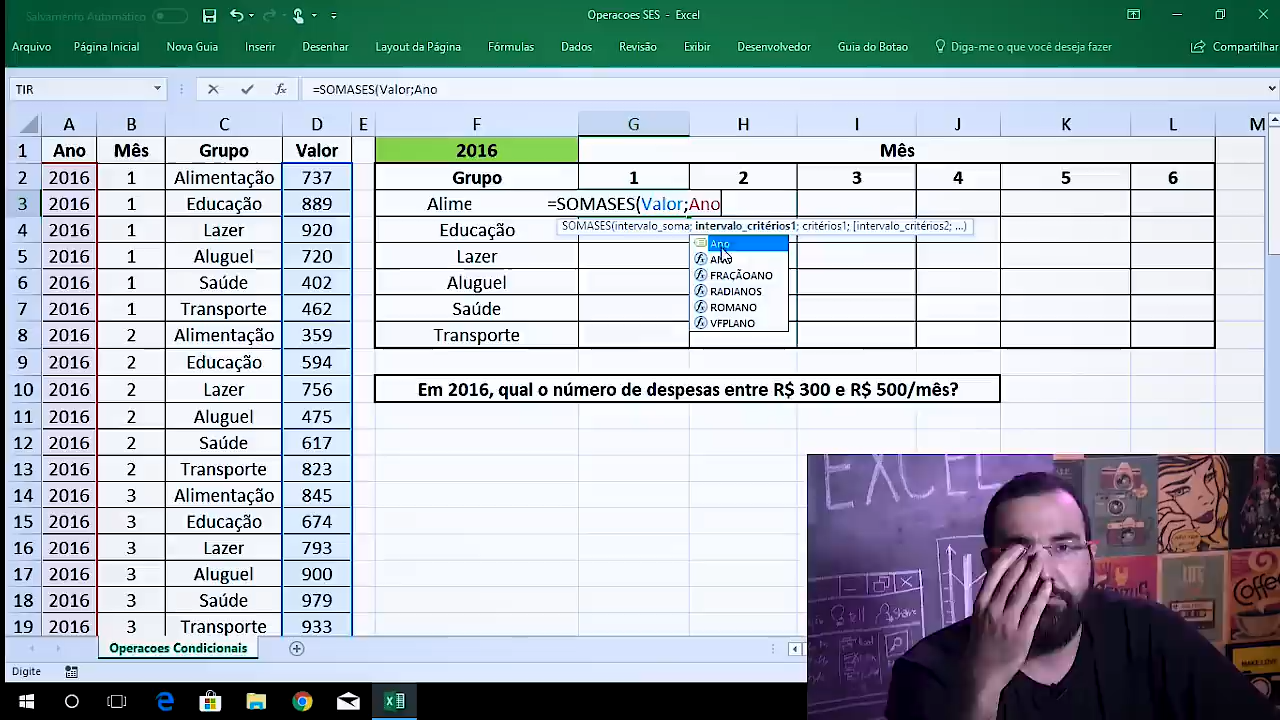 Salvamento Automático
Operacoes SES - Excel
Arquivo Página Inicial Nova Guia Inserir Desenhar Layout da Página Fórmulas Dados Revisão Exibir Desenvolvedor Guia do Botao Diga-me o que você deseja fazer Compartilhar
TIR =SOMASES(Valor;Ano
A B C D E F G H I J K L M
1 Ano Mês Grupo Valor 2016 Mês
2 2016 1 Alimentação 737 Grupo 1 2 3 4 5 6
3 2016 1 Educação 889 Alime =SOMASES(Valor;Ano
SOMASES(intervalo_soma; intervalo_critérios1; critérios1; [intervalo_critérios2; ...)
4 2016 1 Lazer 920 Educação
Ano
ANO
FRAÇÃOANO
RADIANOS
ROMANO
VFPLANO
5 2016 1 Aluguel 720 Lazer
6 2016 1 Saúde 402 Aluguel
7 2016 1 Transporte 462 Saúde
8 2016 2 Alimentação 359 Transporte
9 2016 2 Educação 594
10 2016 2 Lazer 756 Em 2016, qual o número de despesas entre R$ 300 e R$ 500/mês?
11 2016 2 Aluguel 475
12 2016 2 Saúde 617
13 2016 2 Transporte 823
14 2016 3 Alimentação 845
15 2016 3 Educação 674
16 2016 3 Lazer 793
17 2016 3 Aluguel 900
18 2016 3 Saúde 979
19 2016 3 Transporte 933
Operacoes Condicionais
Digite
EXCEL
Coffee